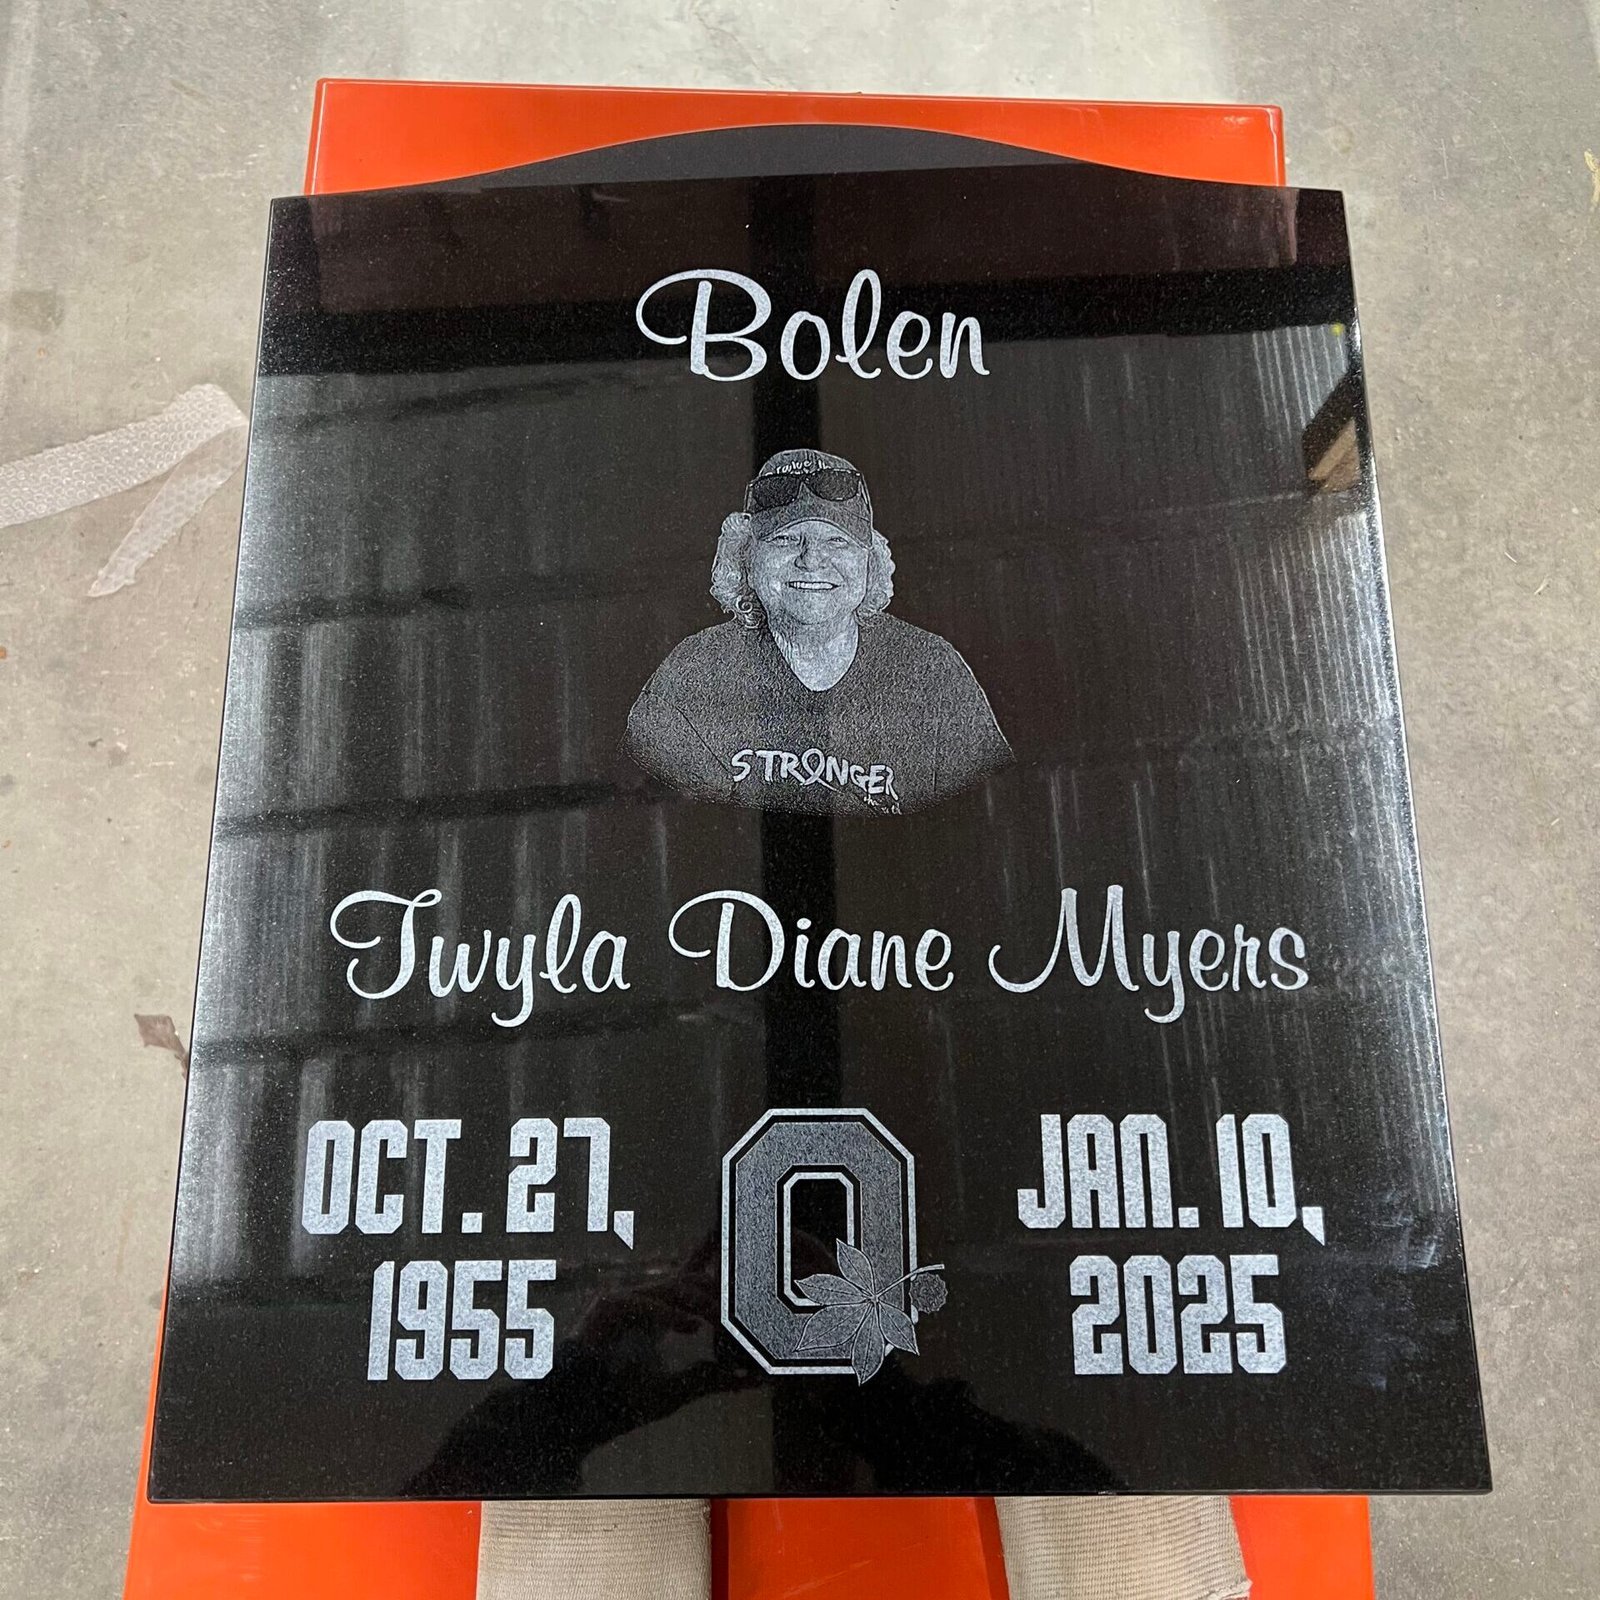 Bolen
STRONGER
Twyla Diane Myers
OCT. 27,
1955
JAN. 10,
2025